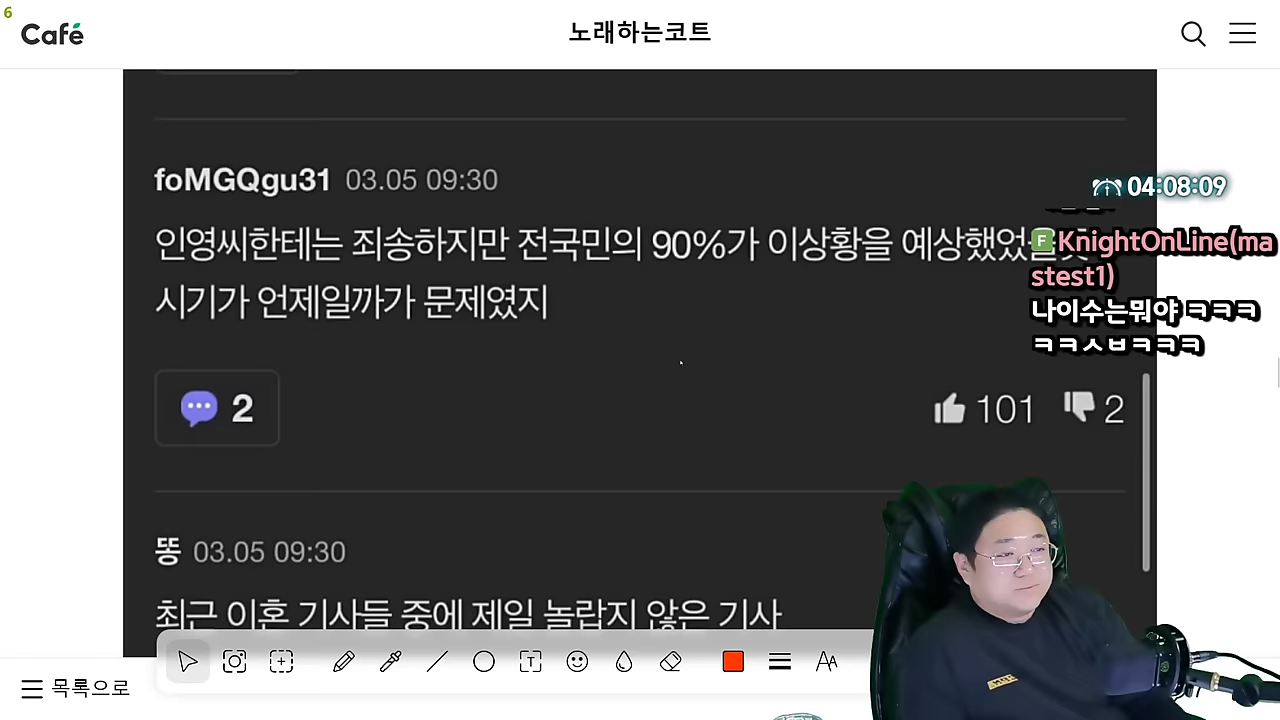 6
Café
노래하는코트
foMGQgu31 03.05 09:30
04:08:09
인영씨한테는 죄송하지만 전국민의 90%가 이상황을 예상했었
시기가 언제일까가 문제였지
F KnightOnLine(ma
stest1)
나이수는뭐야 ㅋㅋㅋ
ㅋㅋㅅㅂㅋㅋㅋ
2
101 2
똥 03.05 09:30
최근 이혼 기사들 중에 제일 놀랍지 않은 기사
T
AA
목록으로